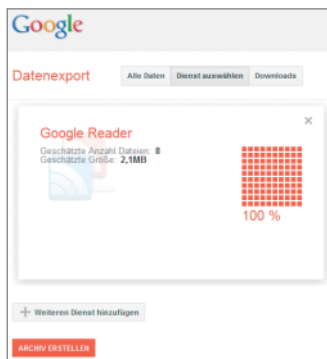 Google
Datenexport
Alle Daten Dienst auswählen Downloads
Google Reader
Geschätzte Anzahl Dateien: 8
Geschätzte Größe: 2,1MB
100 %
Weiteren Dienst hinzufügen
ARCHIV ERSTELLEN